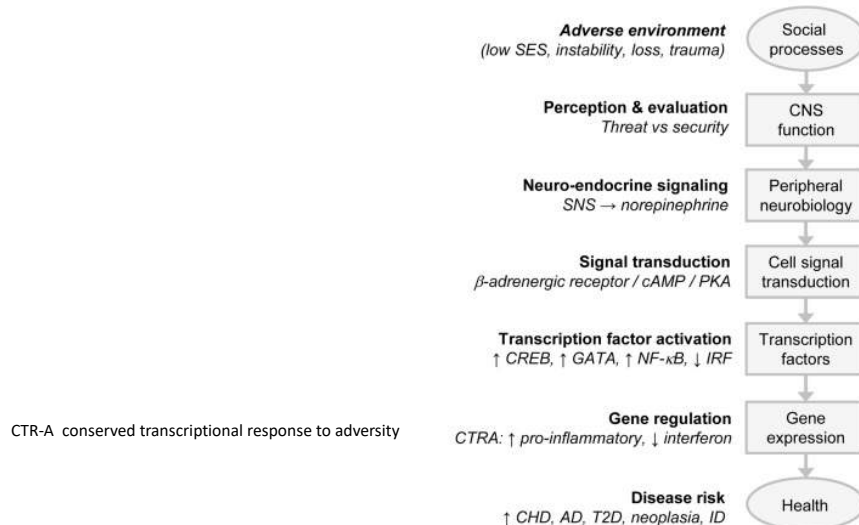 Adverse environment
(low SES, instability, loss, trauma)
Social
processes
Perception & evaluation
Threat vs security
CNS
function
Neuro-endocrine signaling
SNS → norepinephrine
Peripheral
neurobiology
Signal transduction
β-adrenergic receptor / cAMP / PKA
Cell signal
transduction
Transcription factor activation
↑ CREB, ↑ GATA, ↑ NF-κB, ↓ IRF
Transcription
factors
CTR-A  conserved transcriptional response to adversity
Gene regulation
CTRA: ↑ pro-inflammatory, ↓ interferon
Gene
expression
Disease risk
↑ CHD, AD, T2D, neoplasia, ID
Health